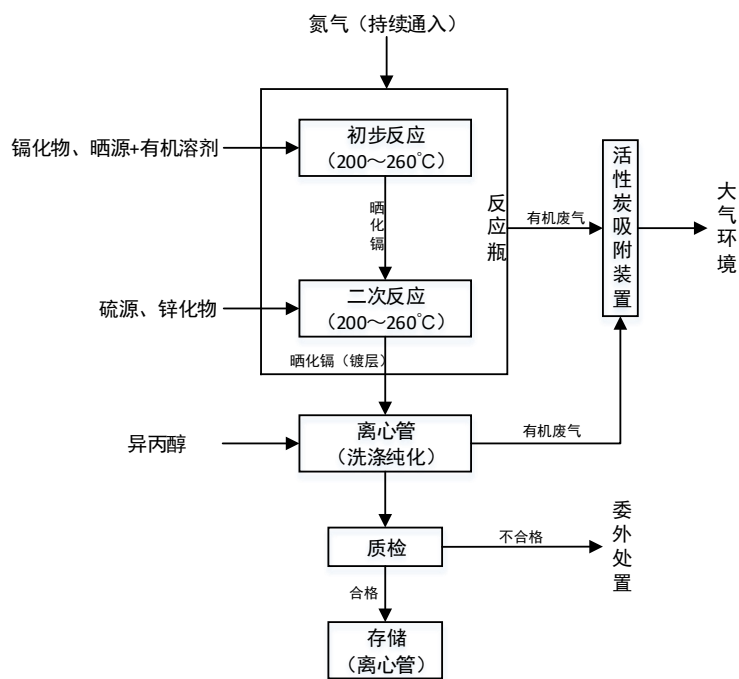 氮气（持续通入）
初步反应
（200～260℃）
镉化物、晒源+有机溶剂
晒化镉
反应瓶
有机废气
活性炭吸附装置
大气环境
二次反应
（200～260℃）
硫源、锌化物
晒化镉（镀层）
异丙醇
离心管
（洗涤纯化）
有机废气
质检
不合格
委外处置
合格
存储
（离心管）